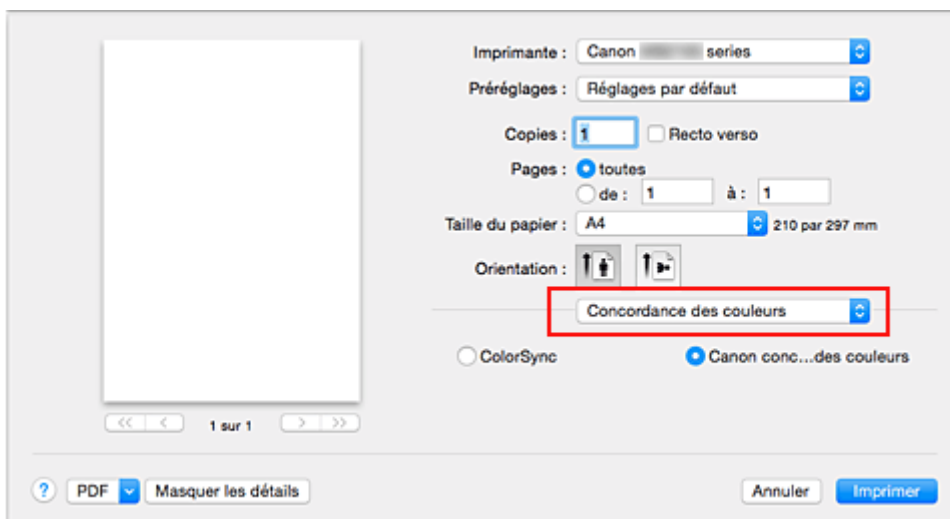 Imprimante : Canon series
Préréglages : Réglages par défaut
Copies : 1 Recto verso
Pages : toutes
de : 1 à : 1
Taille du papier : A4 210 par 297 mm
Orientation :
Concordance des couleurs
ColorSync Canon conc...des couleurs
1 sur 1
? PDF Masquer les détails Annuler Imprimer